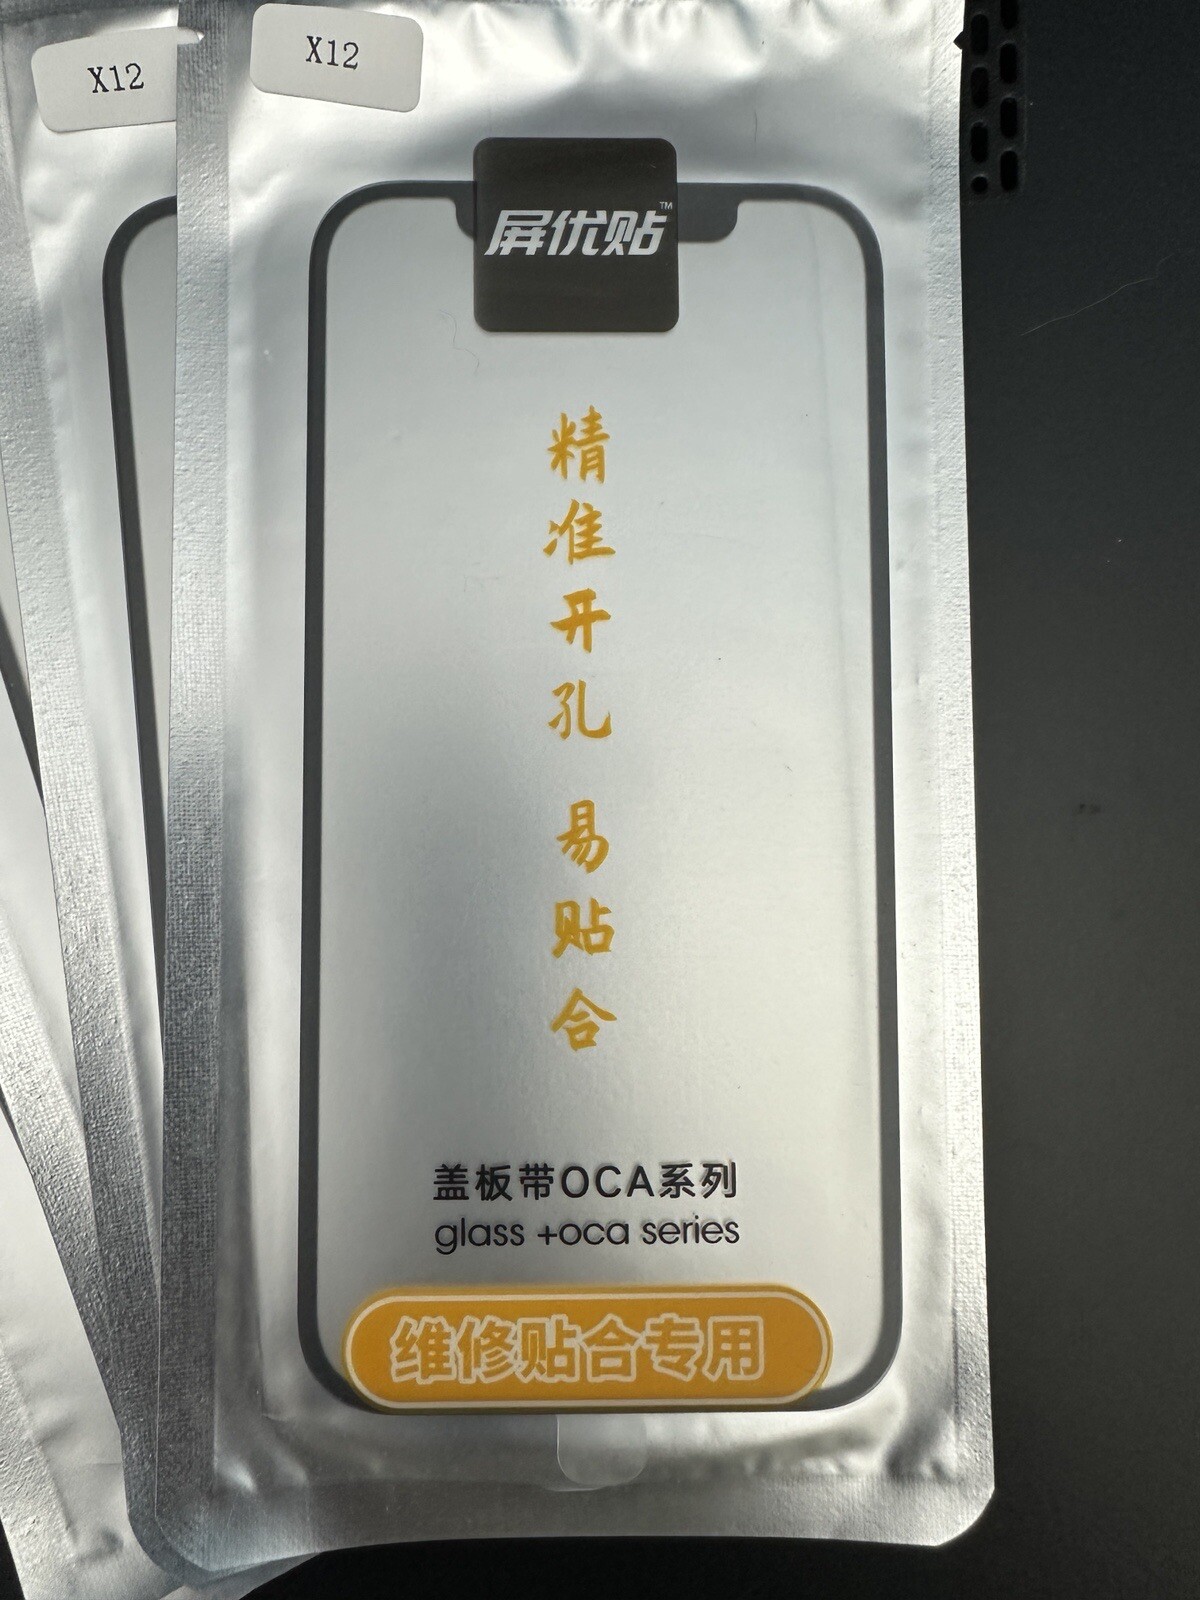 X12
X12
屏优贴™
精准开孔 易贴合
盖板带OCA系列
glass +oca series
维修贴合专用